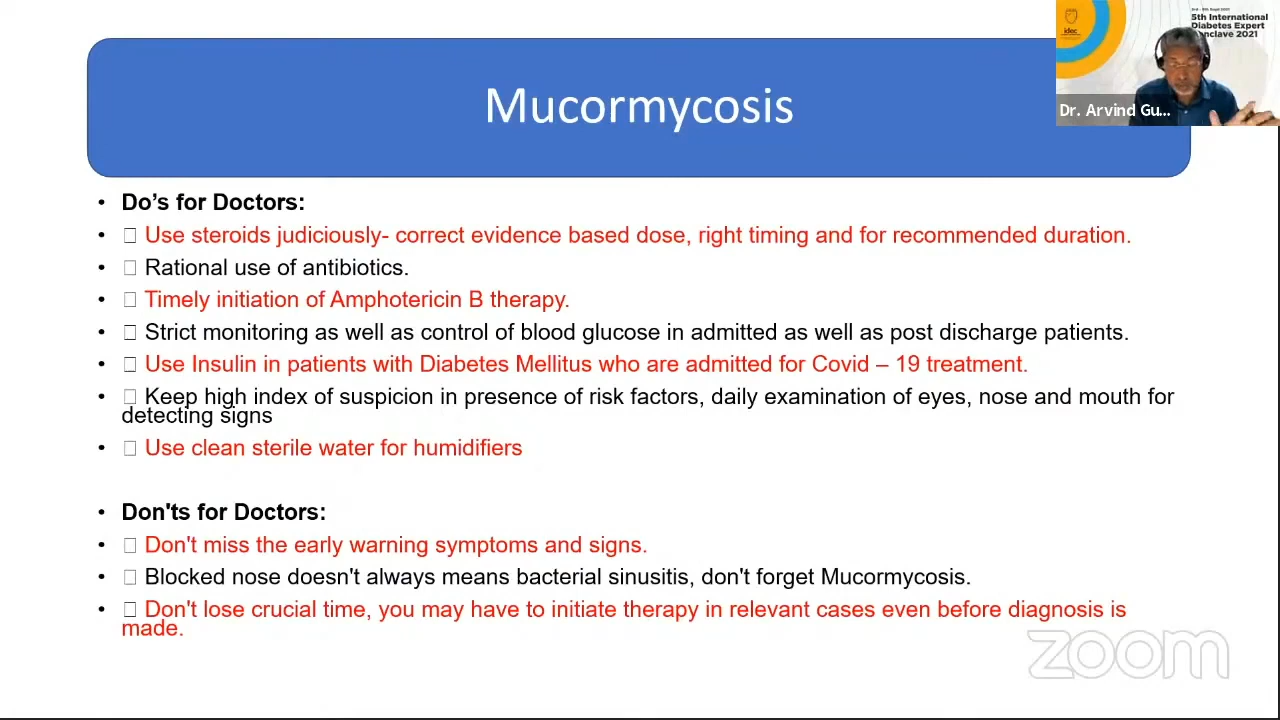 Mucormycosis
5th International
Diabetes Expert
Conclave 2021
idec
Dr. Arvind Gu...
• Do’s for Doctors:
• Use steroids judiciously- correct evidence based dose, right timing and for recommended duration.
• Rational use of antibiotics.
• Timely initiation of Amphotericin B therapy.
• Strict monitoring as well as control of blood glucose in admitted as well as post discharge patients.
• Use Insulin in patients with Diabetes Mellitus who are admitted for Covid – 19 treatment.
• Keep high index of suspicion in presence of risk factors, daily examination of eyes, nose and mouth for
detecting signs
• Use clean sterile water for humidifiers
• Don'ts for Doctors:
• Don't miss the early warning symptoms and signs.
• Blocked nose doesn't always means bacterial sinusitis, don't forget Mucormycosis.
• Don't lose crucial time, you may have to initiate therapy in relevant cases even before diagnosis is
made.
zoom